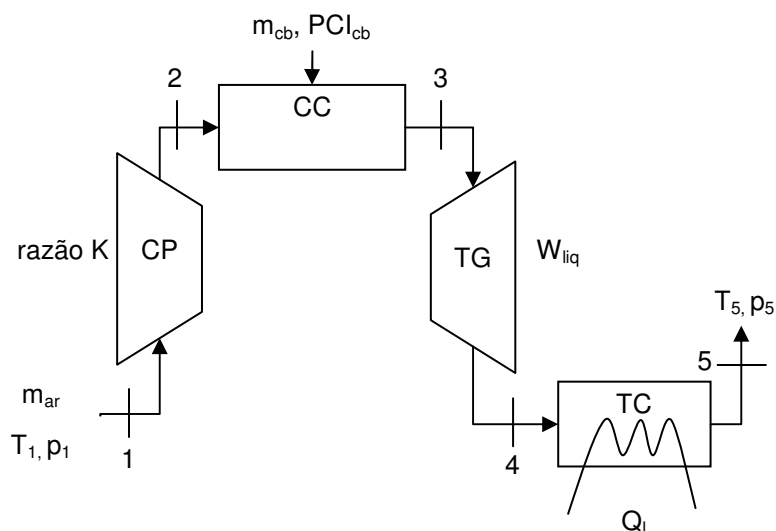 m_cb, PCI_cb
2
3
CC
razão K
CP
TG
W_liq
T_5, p_5
5
m_ar
TC
T_1, p_1
1
4
Q_L